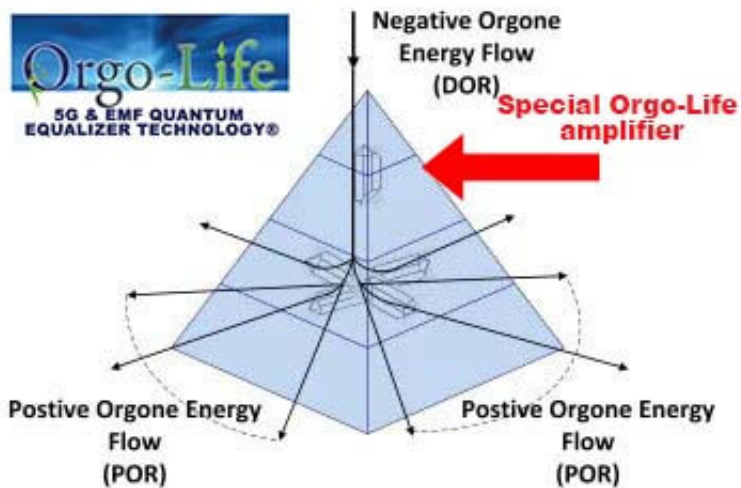 Orgo-Life
5G & EMF QUANTUM
EQUALIZER TECHNOLOGY®
Negative Orgone
Energy Flow
(DOR)
Special Orgo-Life
amplifier
Postive Orgone Energy
Flow
(POR)
Postive Orgone Energy
Flow
(POR)